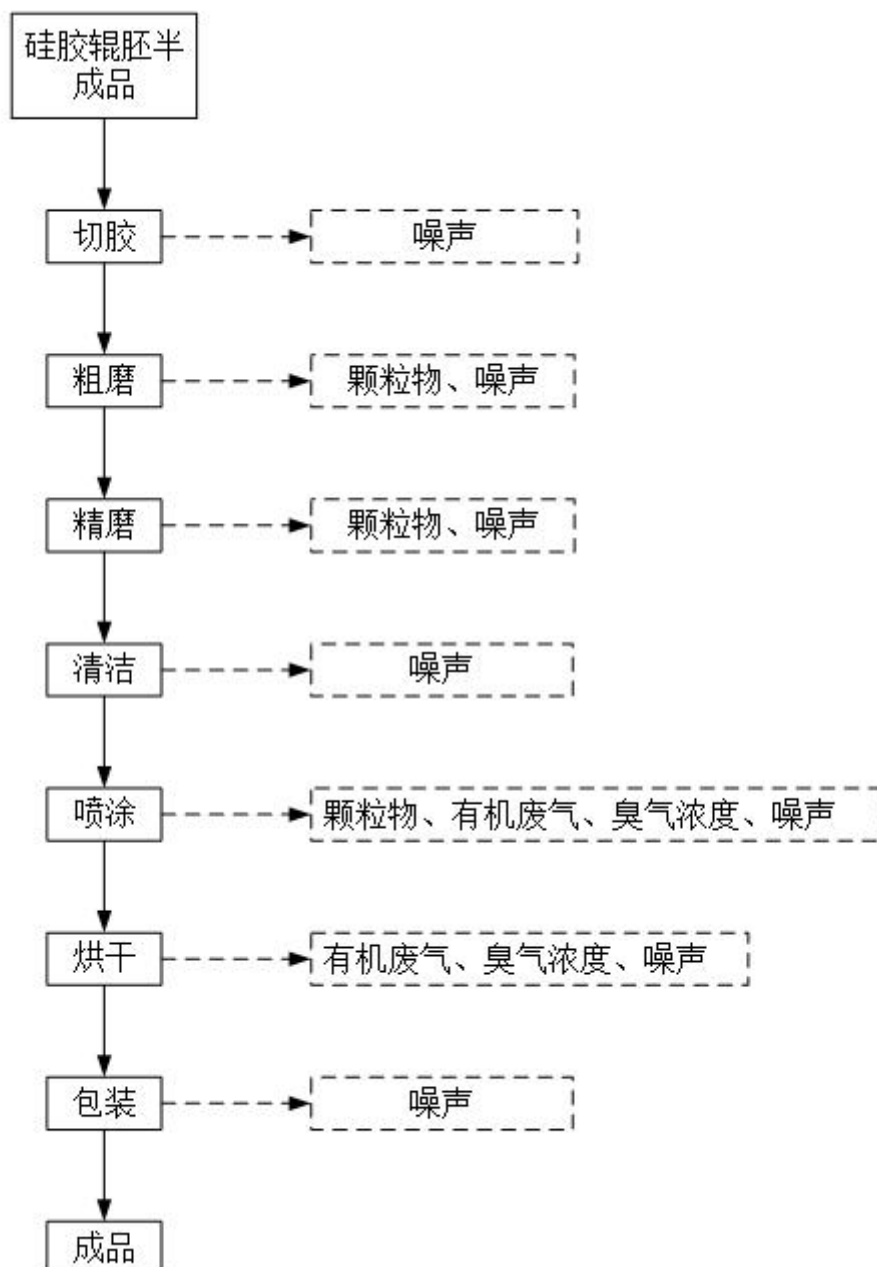 硅胶辊胚半
成品
切胶
噪声
粗磨
颗粒物、噪声
精磨
颗粒物、噪声
清洁
噪声
喷涂
颗粒物、有机废气、臭气浓度、噪声
烘干
有机废气、臭气浓度、噪声
包装
噪声
成品